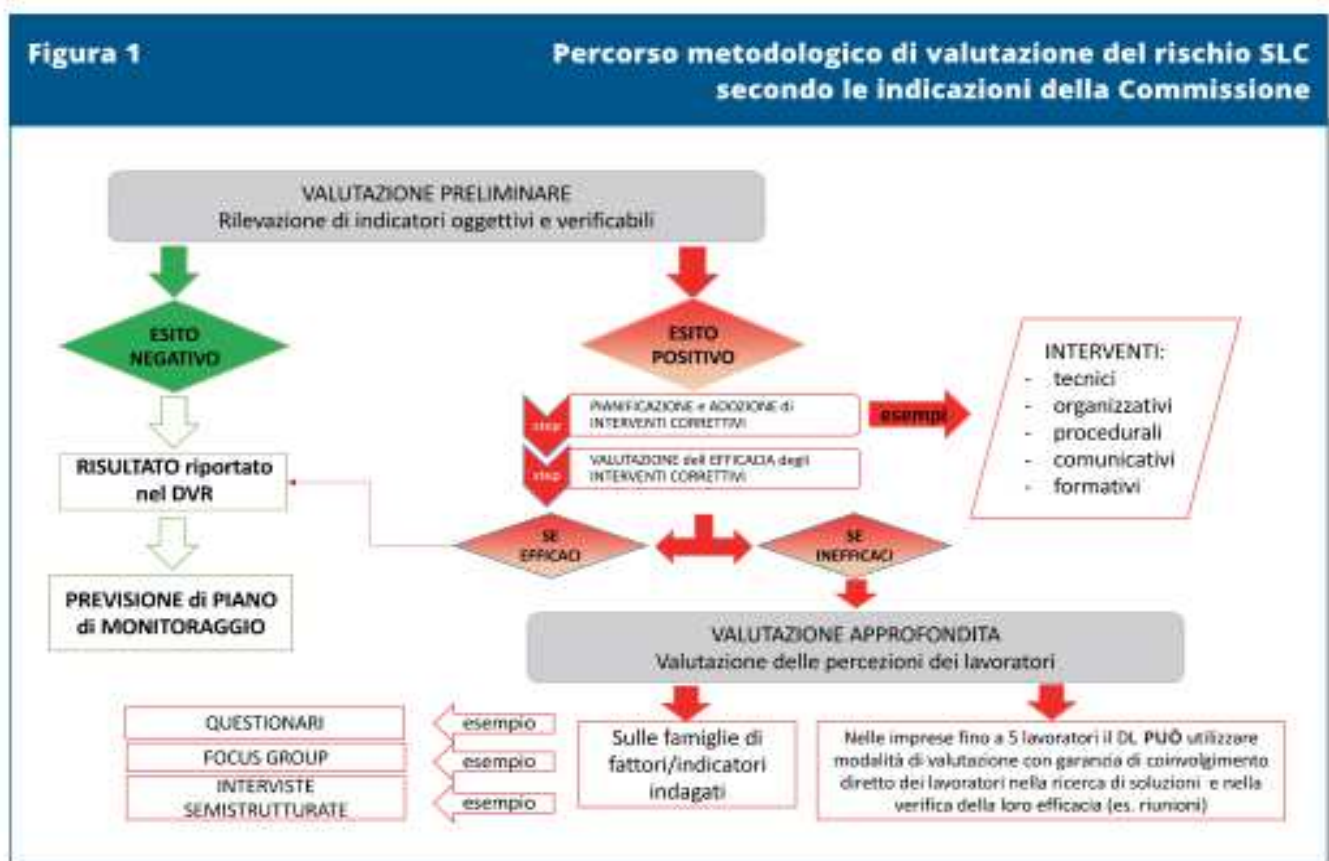 Figura 1
Percorso metodologico di valutazione del rischio SLC
secondo le indicazioni della Commissione
VALUTAZIONE PRELIMINARE
Rilevazione di indicatori oggettivi e verificabili
ESITO
NEGATIVO
ESITO
POSITIVO
INTERVENTI:
- tecnici
- organizzativi
- procedurali
- comunicativi
- formativi
step
PIANIFICAZIONE e ADOZIONE di
INTERVENTI CORRETTIVI
esempi
step
VALUTAZIONE dell EFFICACIA degli
INTERVENTI CORRETTIVI
RISULTATO riportato
nel DVR
SE
EFFICACI
SE
INEFFICACI
PREVISIONE di PIANO
di MONITORAGGIO
VALUTAZIONE APPROFONDITA
Valutazione delle percezioni dei lavoratori
QUESTIONARI
esempio
FOCUS GROUP
esempio
INTERVISTE
SEMISTRUTTURATE
esempio
Sulle famiglie di
fattori/indicatori
indagati
Nelle imprese fino a 5 lavoratori il DL PUÒ utilizzare
modalità di valutazione con garanzia di coinvolgimento
diretto dei lavoratori nella ricerca di soluzioni e nella
verifica della loro efficacia (es. riunioni)